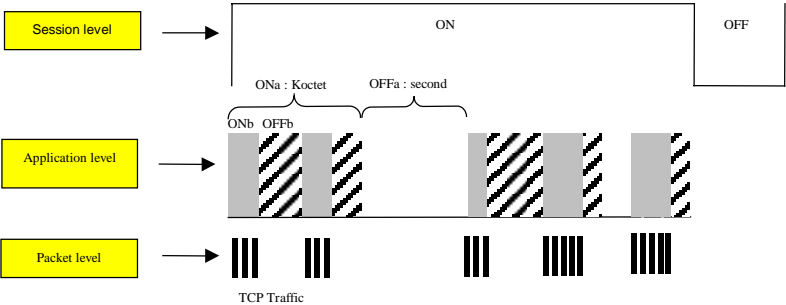 Session level
ON
OFF
ONa : Koctet
OFFa : second
ONb
OFFb
Application level
Packet level
TCP Traffic